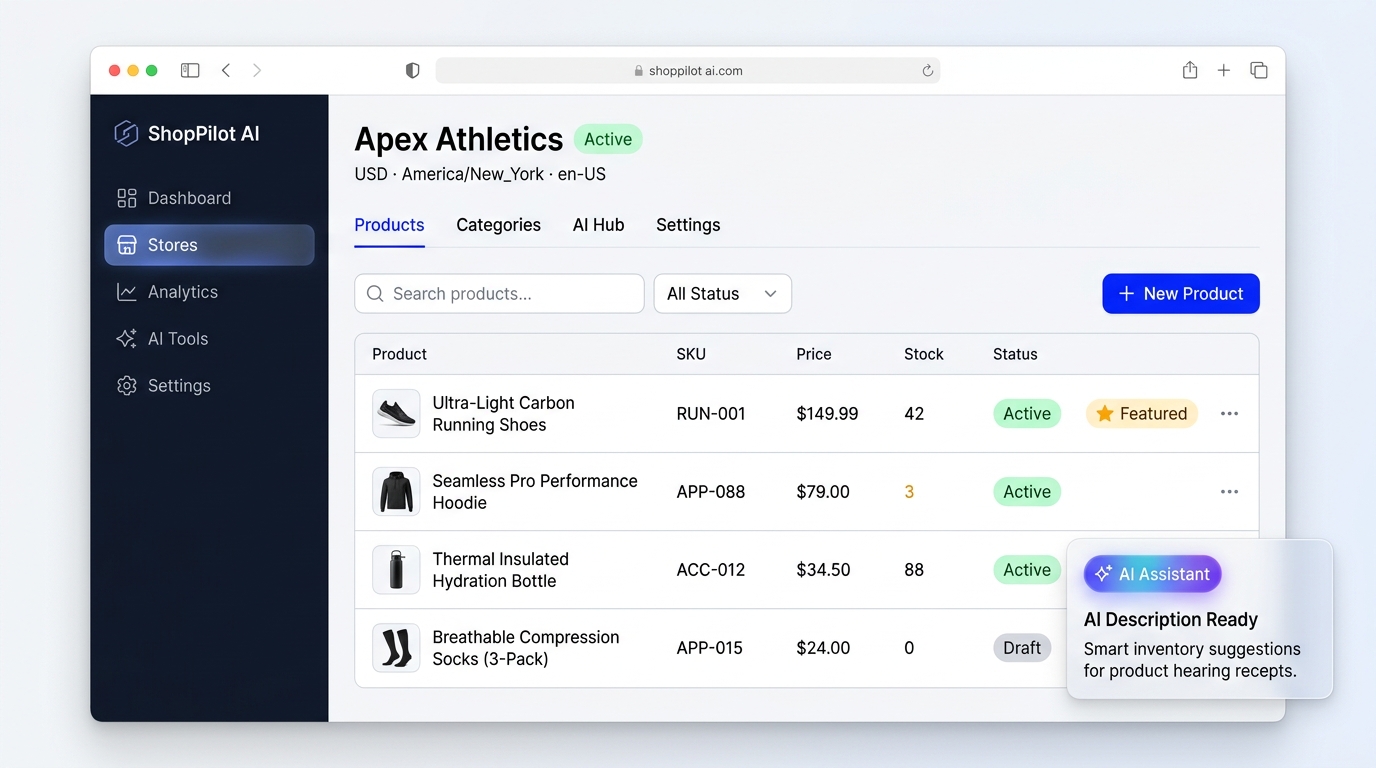 shoppilot ai.com
ShopPilot AI
Dashboard
Stores
Analytics
AI Tools
Settings
Apex Athletics
Active
USD · America/New_York · en-US
Products
Categories
AI Hub
Settings
Search products...
All Status
+ New Product
Product
SKU
Price
Stock
Status
Ultra-Light Carbon
Running Shoes
RUN-001
$149.99
42
Active
Featured
Seamless Pro Performance
Hoodie
APP-088
$79.00
3
Active
Thermal Insulated
Hydration Bottle
ACC-012
$34.50
88
Active
Breathable Compression
Socks (3-Pack)
APP-015
$24.00
0
Draft
AI Assistant
AI Description Ready
Smart inventory suggestions
for product hearing recepts.